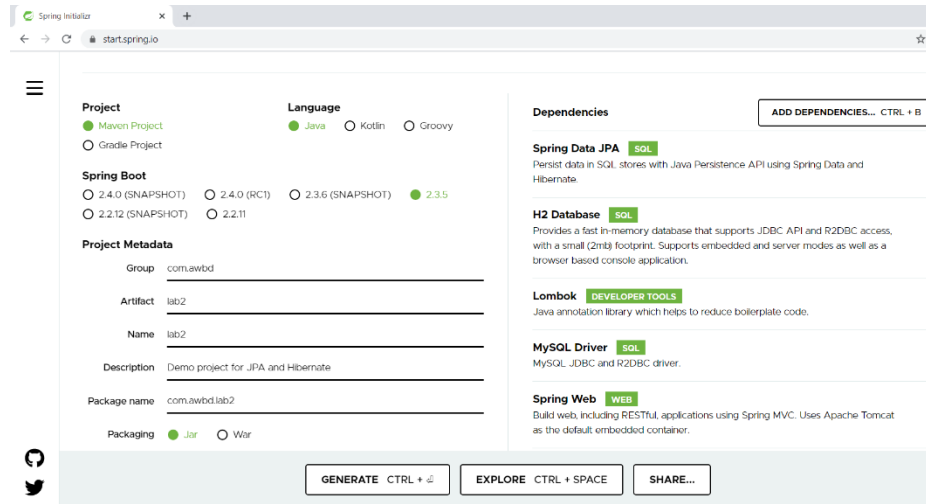 Spring Initializr
start.spring.io
Project
Maven Project
Gradle Project
Language
Java Kotlin Groovy
Spring Boot
2.4.0 (SNAPSHOT) 2.4.0 (RC1) 2.3.6 (SNAPSHOT) 2.3.5
2.2.12 (SNAPSHOT) 2.2.11
Project Metadata
Group com.awbd
Artifact lab2
Name lab2
Description Demo project for JPA and Hibernate
Package name com.awbd.lab2
Packaging Jar War
Dependencies
ADD DEPENDENCIES... CTRL + B
Spring Data JPA SQL
Persist data in SQL stores with Java Persistence API using Spring Data and
Hibernate.
H2 Database SQL
Provides a fast in-memory database that supports JDBC API and R2DBC access,
with a small (2mb) footprint. Supports embedded and server modes as well as a
browser based console application.
Lombok DEVELOPER TOOLS
Java annotation library which helps to reduce boilerplate code.
MySQL Driver SQL
MySQL JDBC and R2DBC driver.
Spring Web WEB
Build web, including RESTful, applications using Spring MVC. Uses Apache Tomcat
as the default embedded container.
GENERATE CTRL + ⏎
EXPLORE CTRL + SPACE
SHARE...